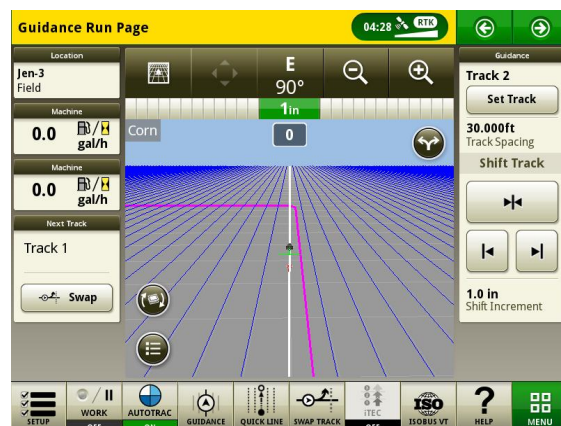 Guidance Run Page
04:28
RTK
Location
Jen-3
Field
Machine
0.0
gal/h
Machine
0.0
gal/h
Next Track
Track 1
Swap
E
90°
1in
0
Corn
Guidance
Track 2
Set Track
30.000ft
Track Spacing
Shift Track
1.0 in
Shift Increment
SETUP
WORK
OFF
AUTOTRAC
ON
GUIDANCE
QUICK LINE
SWAP TRACK
iTEC
OFF
ISO
ISOBUS VT
?
HELP
MENU